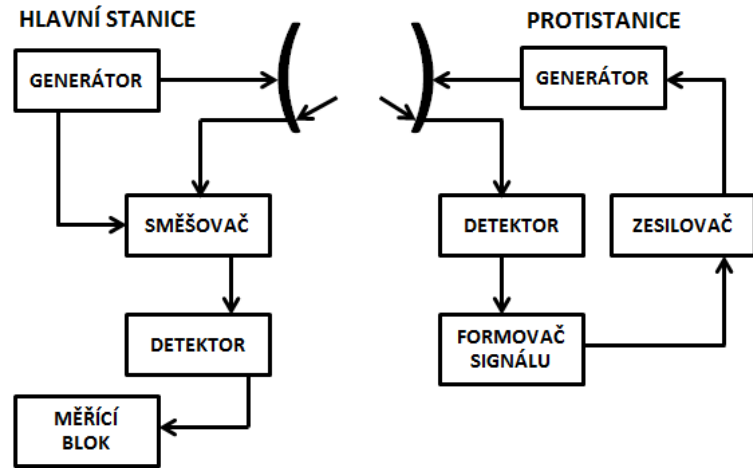 HLAVNÍ STANICE
PROTISTANICE
GENERÁTOR
GENERÁTOR
SMĚŠOVAČ
DETEKTOR
ZESILOVAČ
DETEKTOR
FORMOVAČ
SIGNÁLU
MĚŘÍCÍ
BLOK